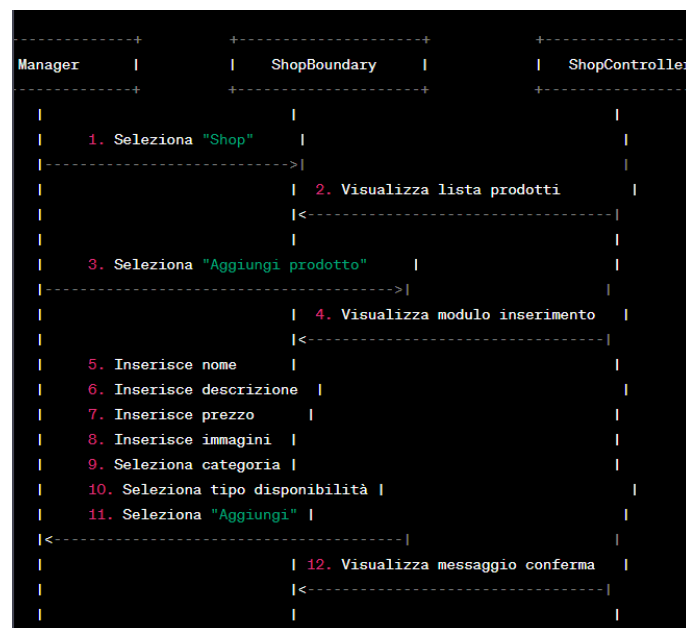 Manager ShopBoundary ShopController
1. Seleziona "Shop"
2. Visualizza lista prodotti
3. Seleziona "Aggiungi prodotto"
4. Visualizza modulo inserimento
5. Inserisce nome
6. Inserisce descrizione
7. Inserisce prezzo
8. Inserisce immagini
9. Seleziona categoria
10. Seleziona tipo disponibilità
11. Seleziona "Aggiungi"
12. Visualizza messaggio conferma